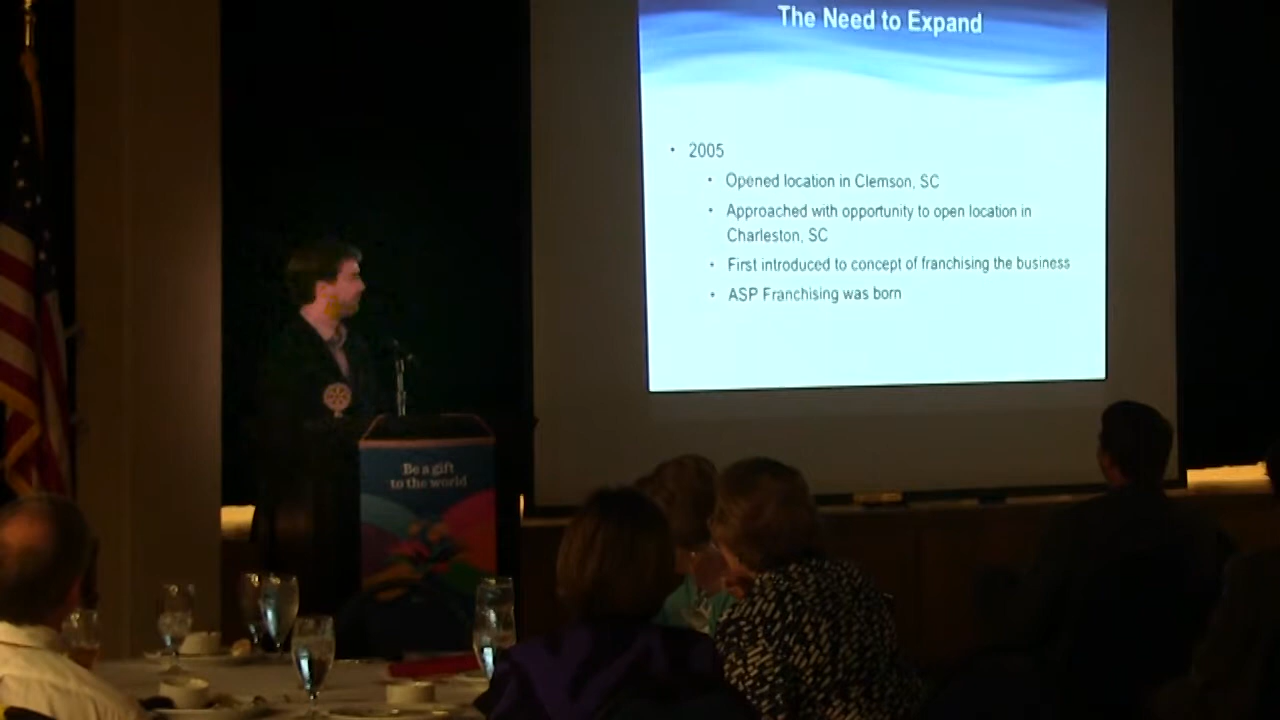 The Need to Expand
• 2005
• Opened location in Clemson, SC
• Approached with opportunity to open location in
Charleston, SC
• First introduced to concept of franchising the business
• ASP Franchising was born
Be a gift
to the world